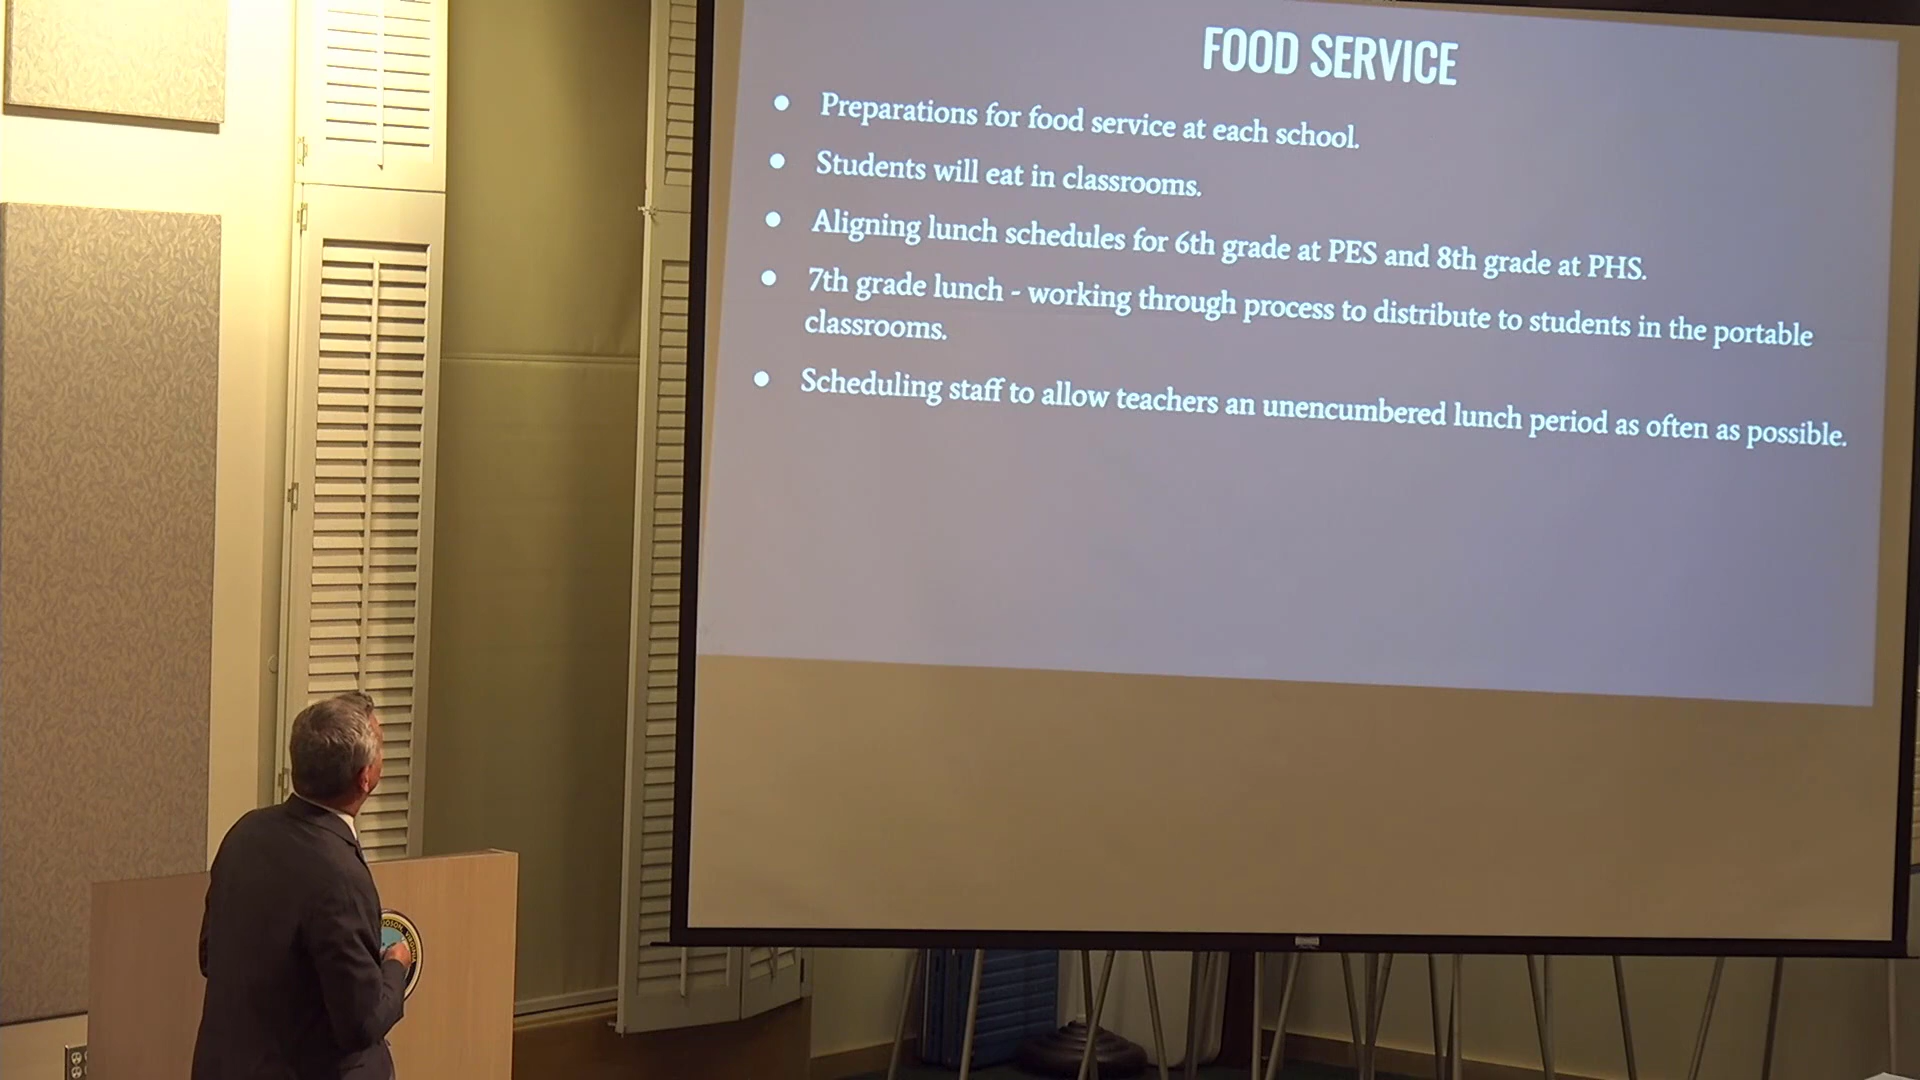 FOOD SERVICE
● Preparations for food service at each school.
● Students will eat in classrooms.
● Aligning lunch schedules for 6th grade at PES and 8th grade at PHS.
● 7th grade lunch - working through process to distribute to students in the portable
classrooms.
● Scheduling staff to allow teachers an unencumbered lunch period as often as possible.
VIRGINIA